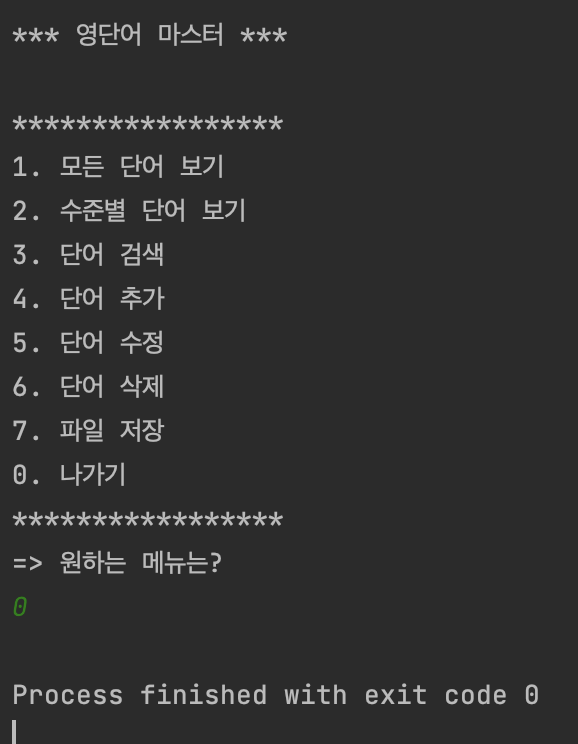 *** 영단어 마스터 ***
*****************
1. 모든 단어 보기
2. 수준별 단어 보기
3. 단어 검색
4. 단어 추가
5. 단어 수정
6. 단어 삭제
7. 파일 저장
0. 나가기
*****************
=> 원하는 메뉴는?
0
Process finished with exit code 0